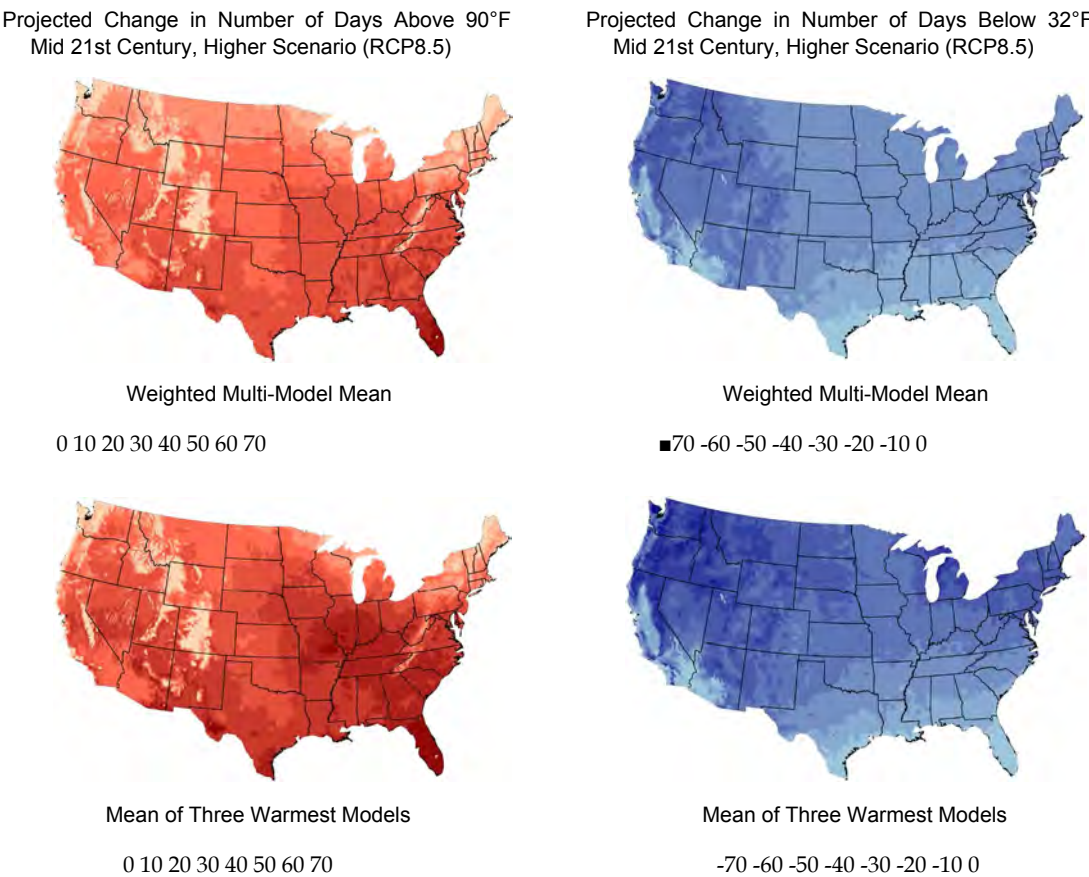 Projected Change in Number of Days Above 90°F
Mid 21st Century, Higher Scenario (RCP8.5)
Weighted Multi-Model Mean
0 10 20 30 40 50 60 70
Mean of Three Warmest Models
0 10 20 30 40 50 60 70
Projected Change in Number of Days Below 32°F
Mid 21st Century, Higher Scenario (RCP8.5)
Weighted Multi-Model Mean
■70 -60 -50 -40 -30 -20 -10 0
Mean of Three Warmest Models
-70 -60 -50 -40 -30 -20 -10 0